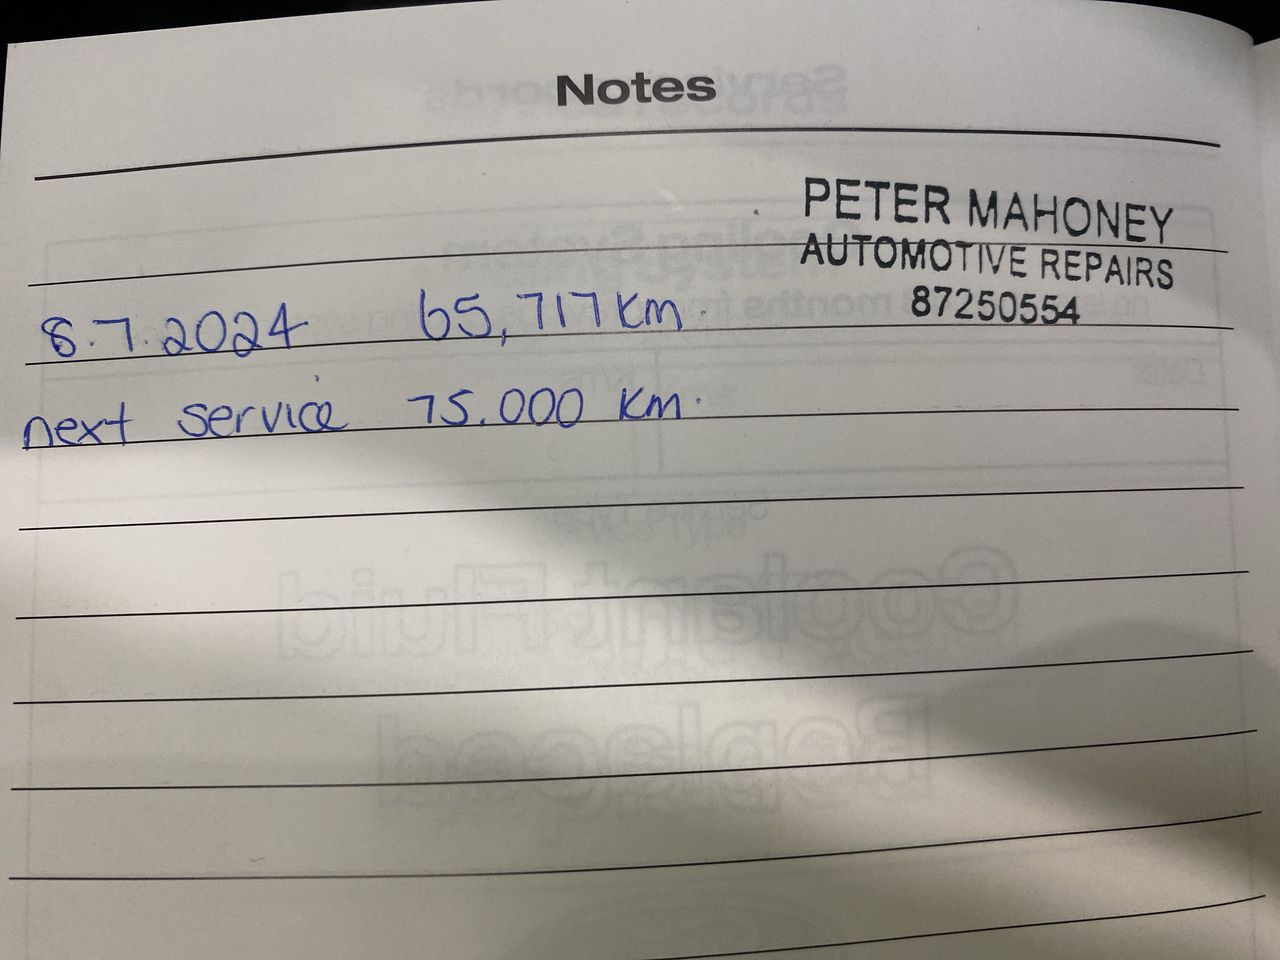 Notes
PETER MAHONEY
AUTOMOTIVE REPAIRS
87250554
8.7.2024 65,717 km.
next service 75.000 km.